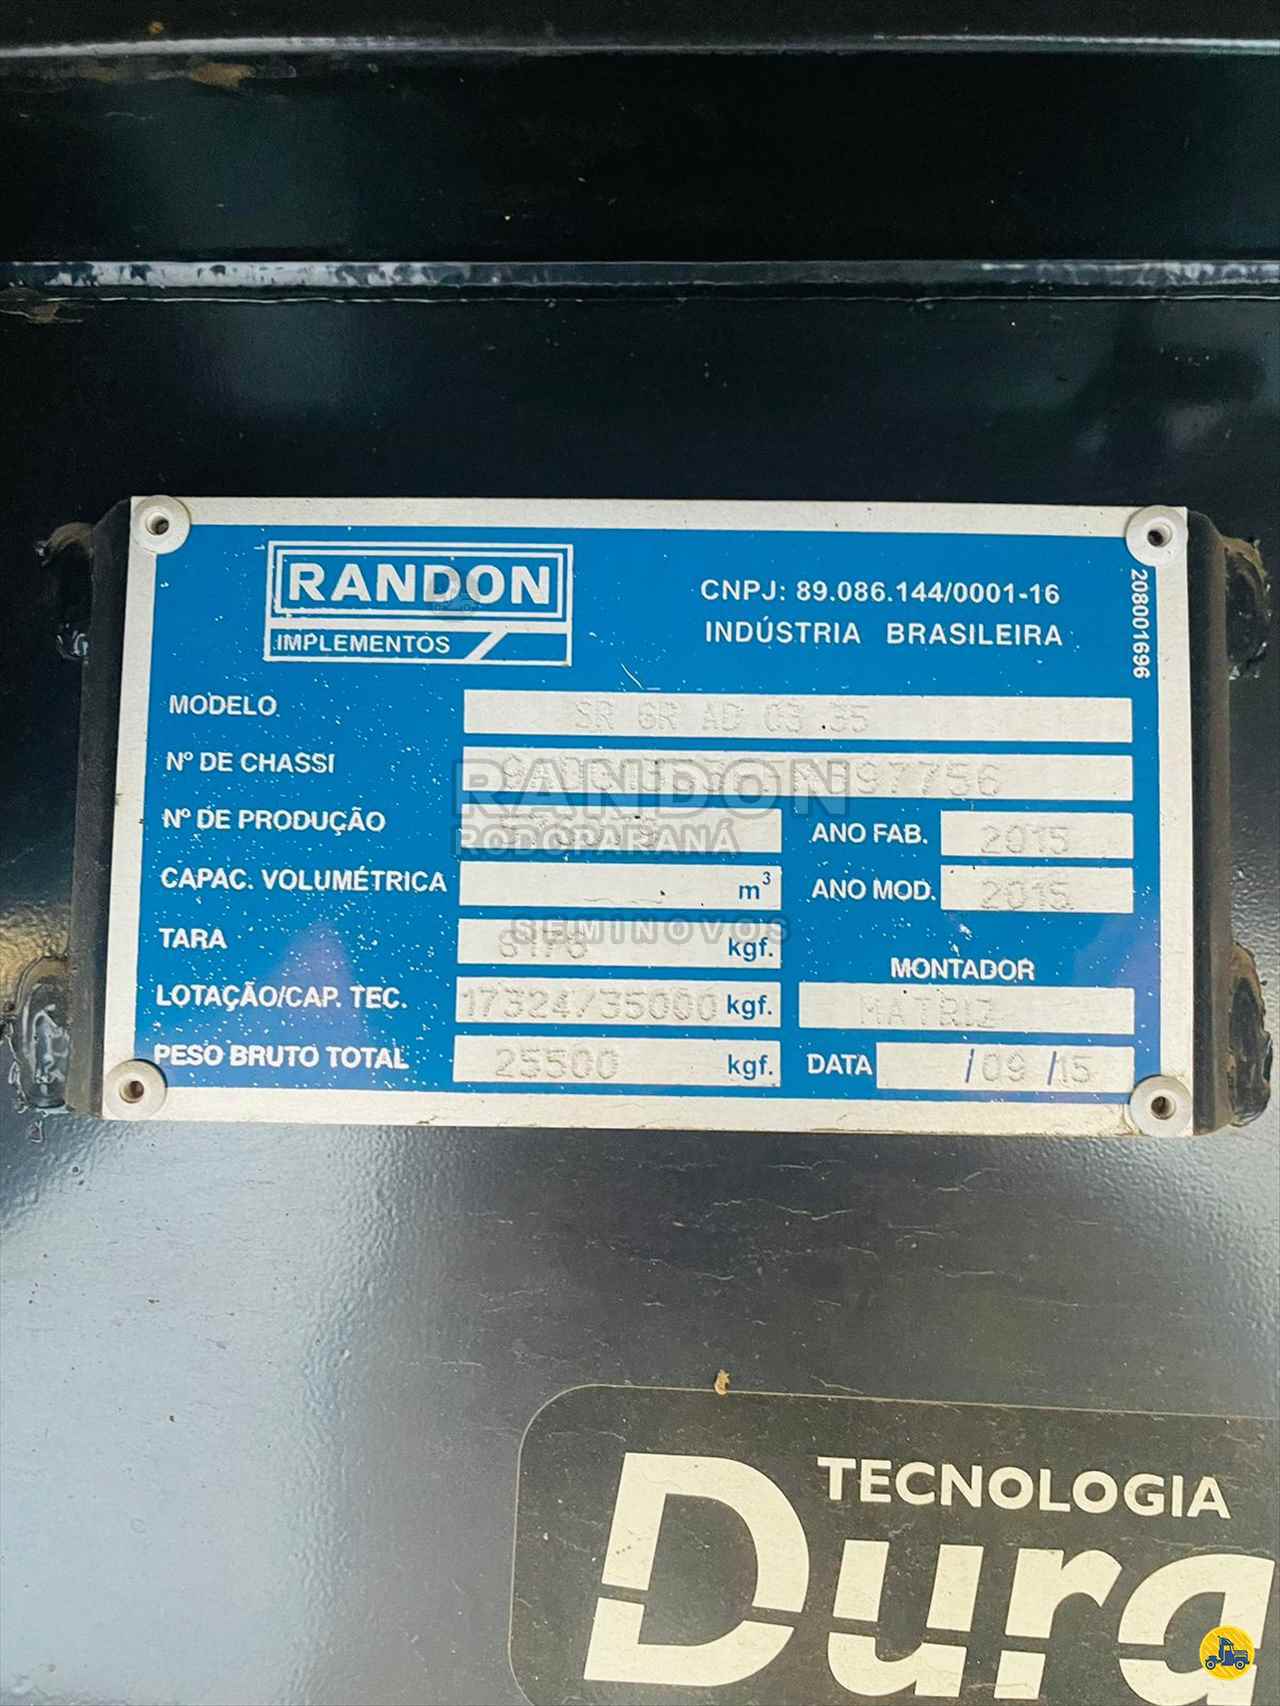 RANDON
IMPLEMENTOS
CNPJ: 89.086.144/0001-16
INDÚSTRIA BRASILEIRA
208001696
MODELO SR GR AD 03 35
Nº DE CHASSI
Nº DE PRODUÇÃO
ANO FAB. 2015
CAPAC. VOLUMÉTRICA m³
ANO MOD. 2015
TARA 8176 kgf.
MONTADOR
LOTAÇÃO/CAP. TEC. 17324/35000 kgf.
MATRIZ
PESO BRUTO TOTAL 25500 kgf.
DATA /09/15
RANDON
RODOPARANÁ
SEMINOVOS
TECNOLOGIA
Dura